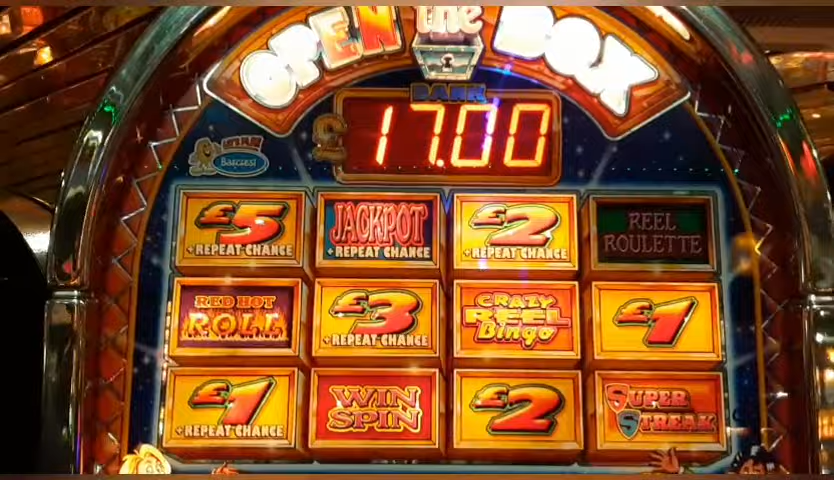 OPEN the BOX
BANK
£ 17.00
BARCREST
£5
+REPEAT CHANCE
JACKPOT
+REPEAT CHANCE
£2
+REPEAT CHANCE
REEL
ROULETTE
RED HOT
ROLL
£3
+REPEAT CHANCE
CRAZY
REEL
Bingo
£1
£1
+REPEAT CHANCE
WIN
SPIN
£2
SUPER
STREAK